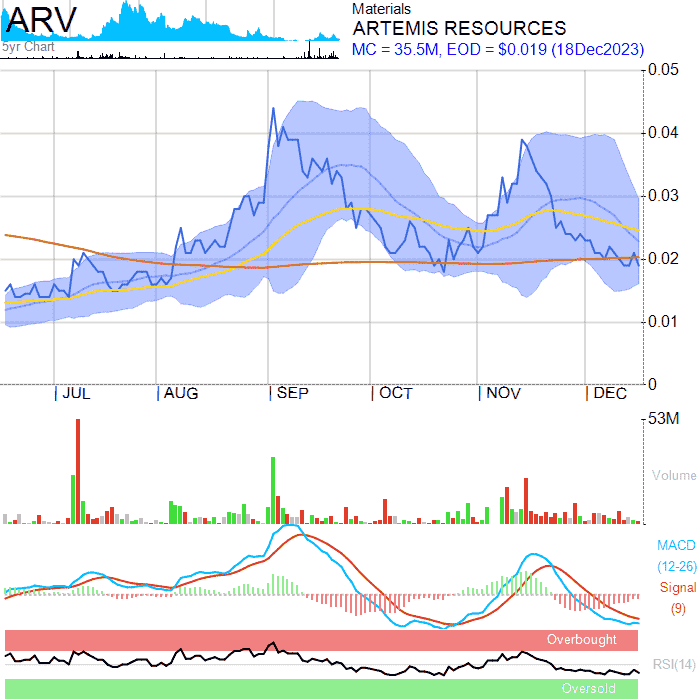 ARV
5yr Chart
Materials
ARTEMIS RESOURCES
MC = 35.5M, EOD = $0.019 (18Dec2023)
0.05
0.04
0.03
0.02
0.01
0
JUL
AUG
SEP
OCT
NOV
DEC
53M
Volume
MACD
(12-26)
Signal
(9)
Overbought
RSI(14)
Oversold